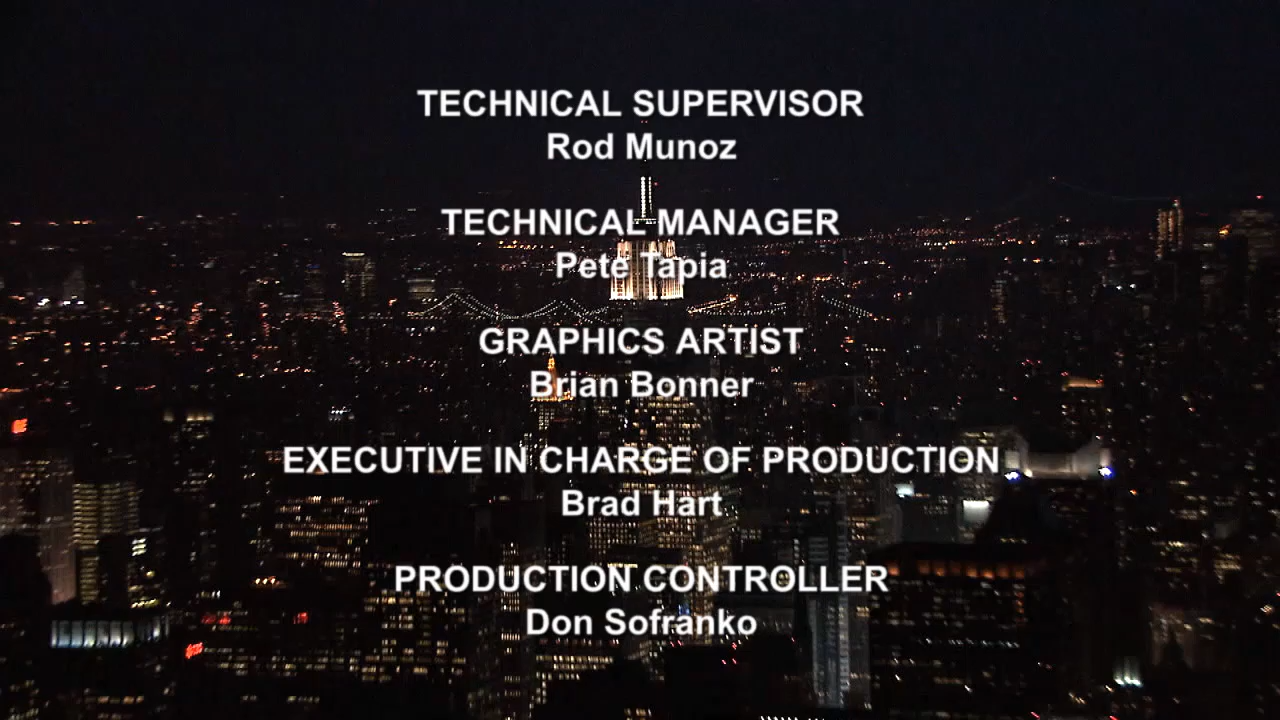 TECHNICAL SUPERVISOR
Rod Munoz
TECHNICAL MANAGER
Pete Tapia
GRAPHICS ARTIST
Brian Bonner
EXECUTIVE IN CHARGE OF PRODUCTION
Brad Hart
PRODUCTION CONTROLLER
Don Sofranko